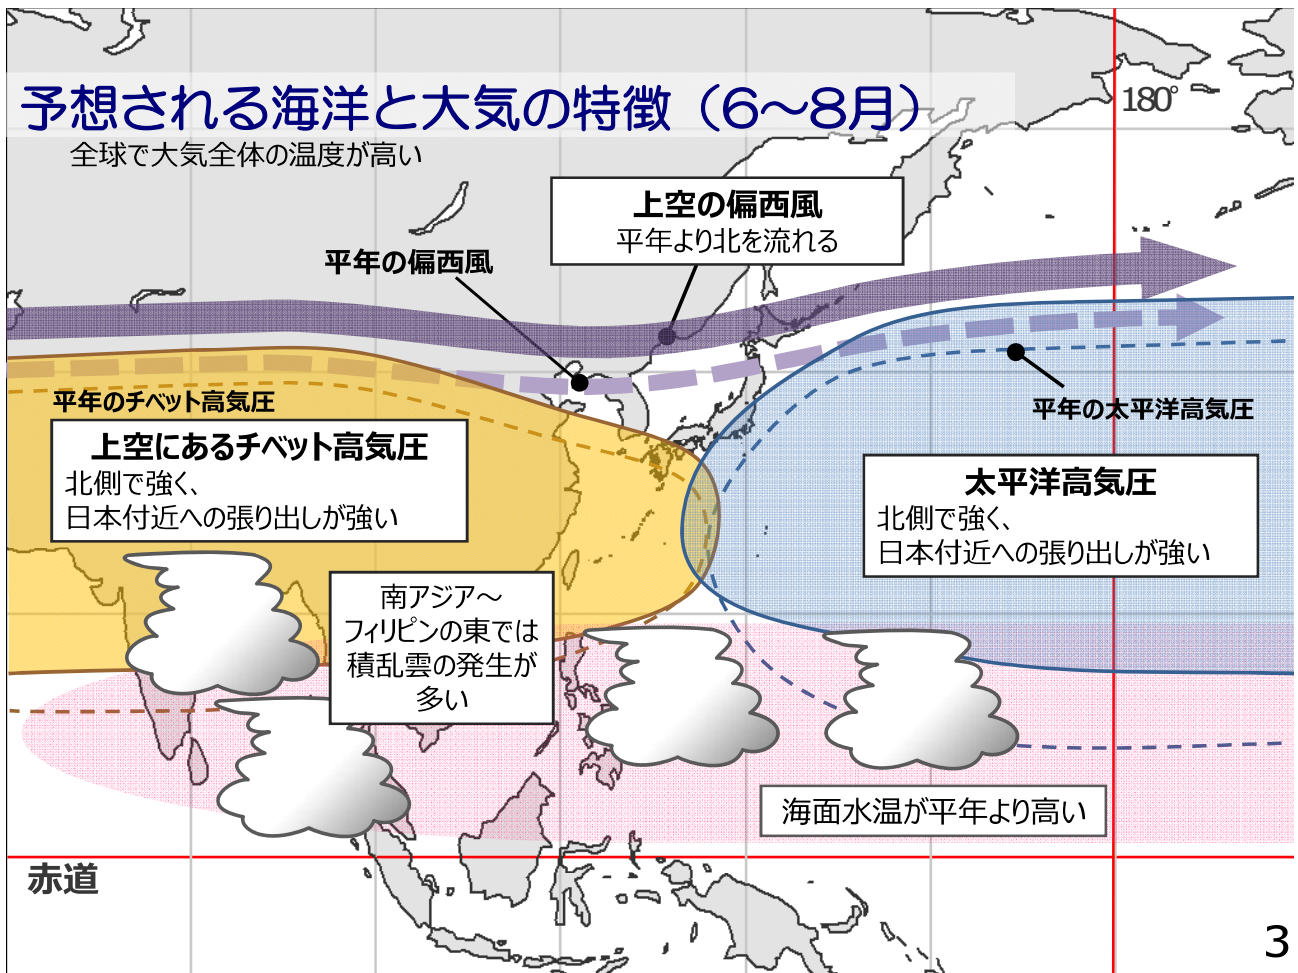 予想される海洋と大気の特徴（6～8月）
180°
全球で大気全体の温度が高い
上空の偏西風
平年より北を流れる
平年の偏西風
平年のチベット高気圧
上空にあるチベット高気圧
北側で強く、
日本付近への張り出しが強い
平年の太平洋高気圧
太平洋高気圧
北側で強く、
日本付近への張り出しが強い
南アジア～
フィリピンの東では
積乱雲の発生が
多い
海面水温が平年より高い
赤道
3